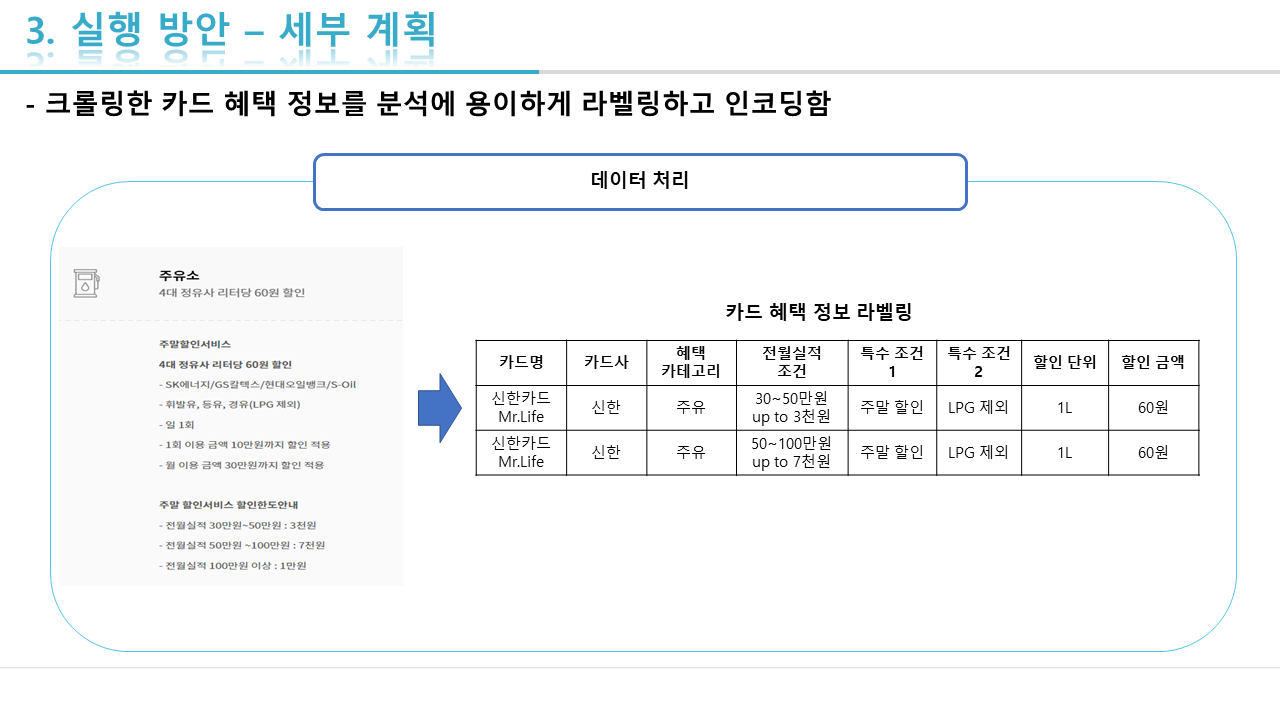 3. 실행 방안 – 세부 계획
- 크롤링한 카드 혜택 정보를 분석에 용이하게 라벨링하고 인코딩함
데이터 처리
주유소
4대 정유사 리터당 60원 할인
주말할인서비스
4대 정유사 리터당 60원 할인
- SK에너지/GS칼텍스/현대오일뱅크/S-Oil
- 휘발유, 등유, 경유(LPG 제외)
- 일 1회
- 1회 이용 금액 10만원까지 할인 적용
- 월 이용 금액 30만원까지 할인 적용
주말 할인서비스 할인한도안내
- 전월실적 30만원~50만원 : 3천원
- 전월실적 50만원 ~100만원 : 7천원
- 전월실적 100만원 이상 : 1만원
카드 혜택 정보 라벨링
카드명 카드사 혜택 카테고리 전월실적 조건 특수 조건 1 특수 조건 2 할인 단위 할인 금액
신한카드 Mr.Life 신한 주유 30~50만원 up to 3천원 주말 할인 LPG 제외 1L 60원
신한카드 Mr.Life 신한 주유 50~100만원 up to 7천원 주말 할인 LPG 제외 1L 60원